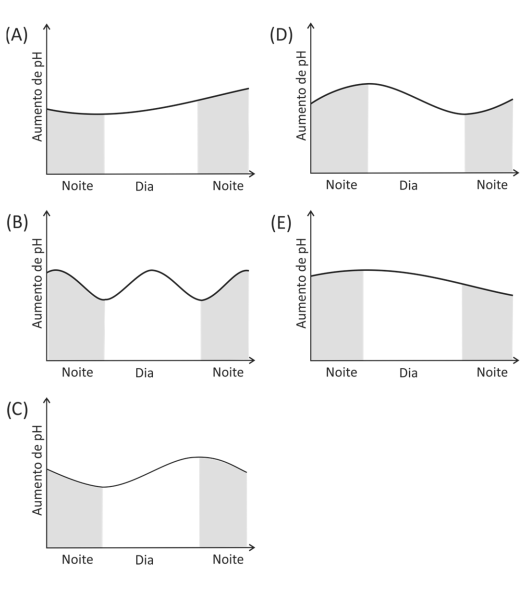 (A)
Aumento de pH
Noite Dia Noite
(B)
Aumento de pH
Noite Dia Noite
(C)
Aumento de pH
Noite Dia Noite
(D)
Aumento de pH
Noite Dia Noite
(E)
Aumento de pH
Noite Dia Noite